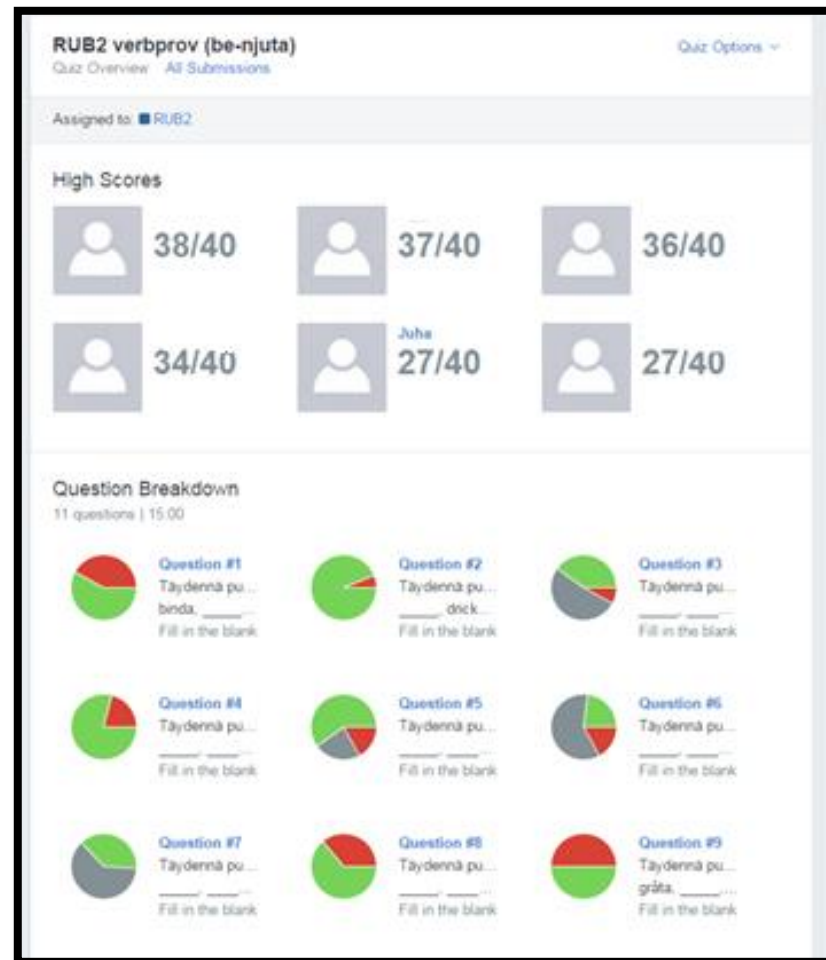 RUB2 verbprov (be-njuta)
Quiz Options
Quiz Overview All Submissions
Assigned to: RUB2
High Scores
38/40
37/40
36/40
34/40
Juha
27/40
27/40
Question Breakdown
11 questions | 15:00
Question #1
Täydennä pu...
binda, _____...
Fill in the blank
Question #2
Täydennä pu...
_____, drick...
Fill in the blank
Question #3
Täydennä pu...
_____, ____...
Fill in the blank
Question #4
Täydennä pu...
_____, ____...
Fill in the blank
Question #5
Täydennä pu...
_____, ____...
Fill in the blank
Question #6
Täydennä pu...
_____, ____...
Fill in the blank
Question #7
Täydennä pu...
_____, ____...
Fill in the blank
Question #8
Täydennä pu...
_____, ____...
Fill in the blank
Question #9
Täydennä pu...
gråta, _____...
Fill in the blank